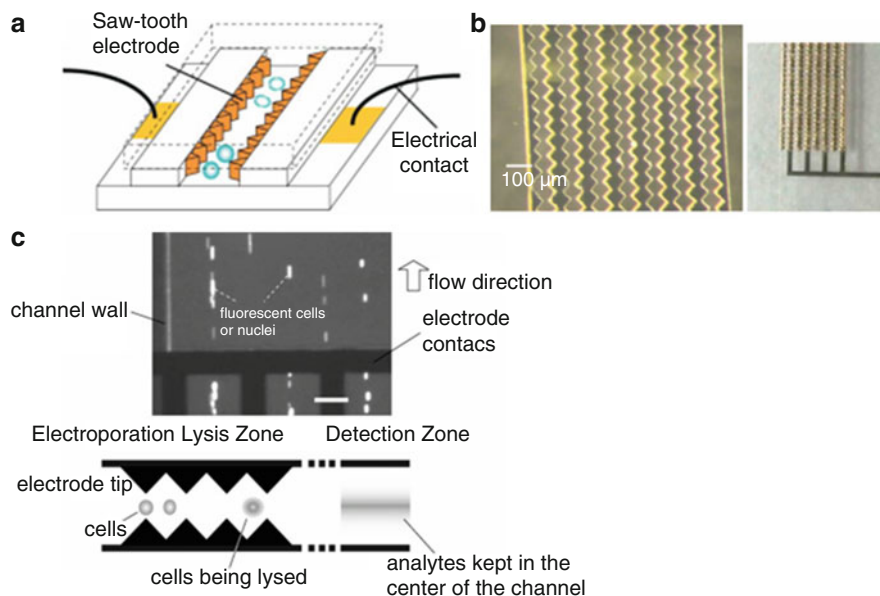 a
Saw-tooth
electrode
Electrical
contact
b
100 µm
c
channel wall
fluorescent cells
or nuclei
flow direction
electrode
contacs
Electroporation Lysis Zone
Detection Zone
electrode tip
cells
cells being lysed
analytes kept in the
center of the channel